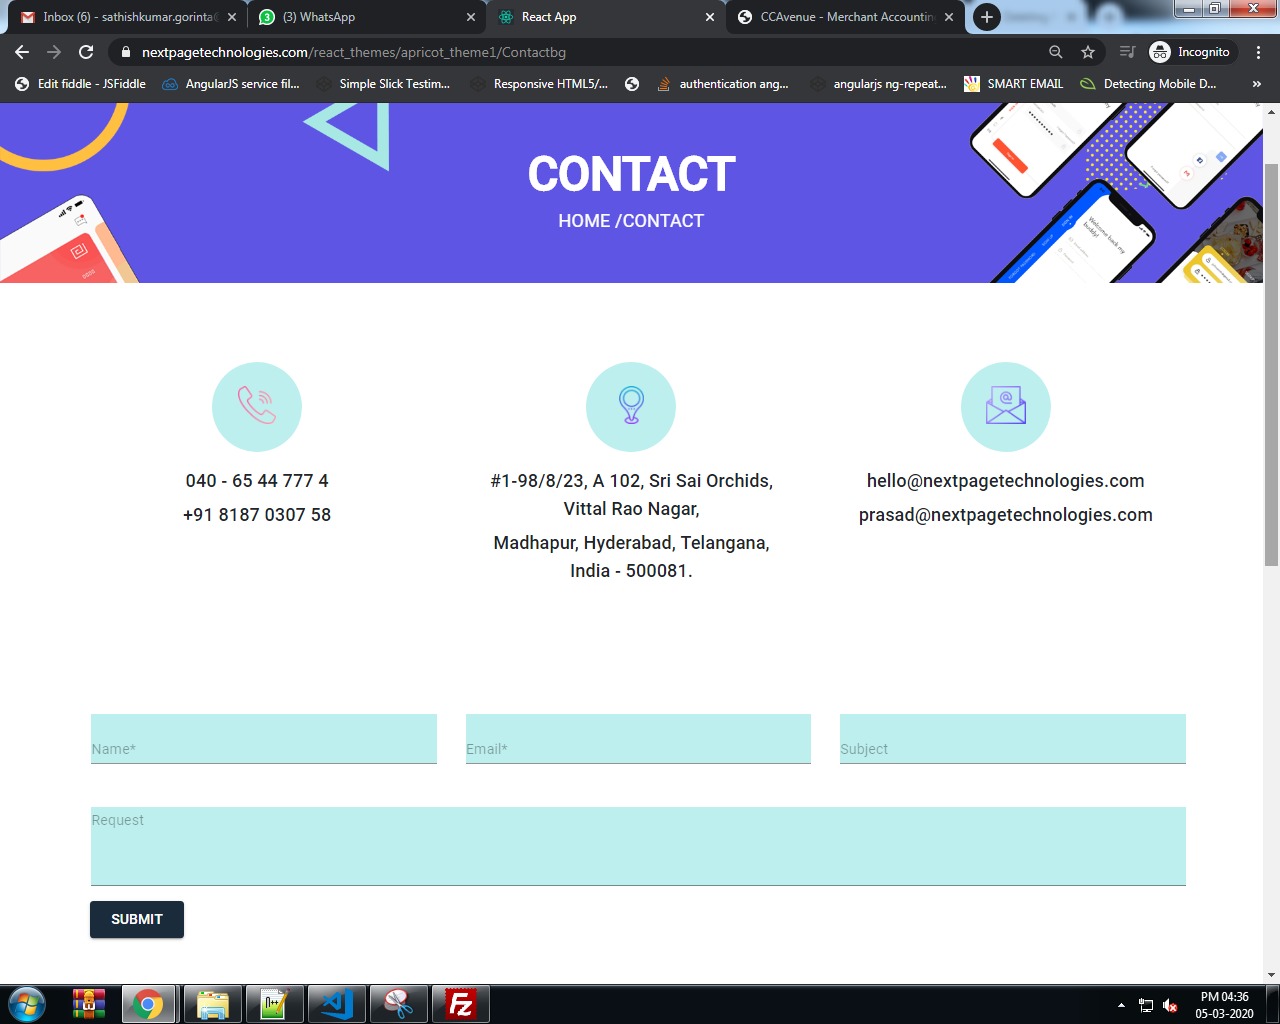 Inbox (6) - sathishkumar.gorinta
(3) WhatsApp
React App
CCAvenue - Merchant Accountin
nextpagetechnologies.com/react_themes/apricot_theme1/Contactbg
Incognito
Edit fiddle - JSFiddle
AngularJS service fil...
Simple Slick Testim...
Responsive HTML5/...
authentication ang...
angularjs ng-repeat...
SMART EMAIL
Detecting Mobile D...
»
CONTACT
HOME /CONTACT
Welcome back my
buddy!
040 - 65 44 777 4
+91 8187 0307 58
#1-98/8/23, A 102, Sri Sai Orchids,
Vittal Rao Nagar,
Madhapur, Hyderabad, Telangana,
India - 500081.
hello@nextpagetechnologies.com
prasad@nextpagetechnologies.com
Name*
Email*
Subject
Request
SUBMIT
PM 04:36
05-03-2020